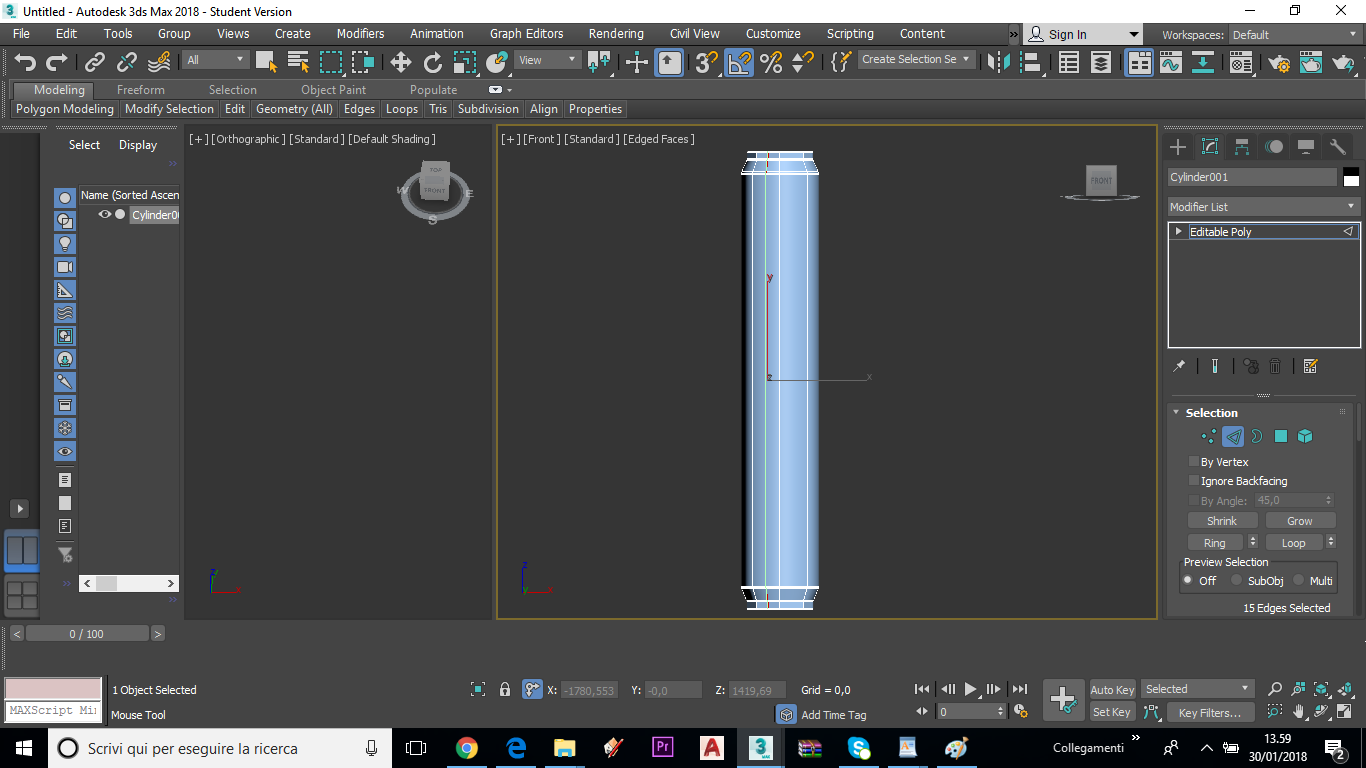 Untitled - Autodesk 3ds Max 2018 - Student Version
File Edit Tools Group Views Create Modifiers Animation Graph Editors Rendering Civil View Customize Scripting Content » Sign In Workspaces: Default
All View Create Selection Se
Modeling Freeform Selection Object Paint Populate
Polygon Modeling Modify Selection Edit Geometry (All) Edges Loops Tris Subdivision Align Properties
Select Display
[+] [Orthographic] [Standard] [Default Shading]
[+] [Front] [Standard] [Edged Faces]
TOP
FRONT
W E
S
FRONT
Cylinder001
Name (Sorted Ascen
Cylinder00
Modifier List
Editable Poly
y
z x
Selection
By Vertex
Ignore Backfacing
By Angle: 45,0
Shrink Grow
Ring Loop
Preview Selection
Off SubObj Multi
15 Edges Selected
z
z
y
< 0 / 100 >
1 Object Selected
X: -1780,553 Y: -0,0 Z: 1419,69 Grid = 0,0
Auto Key Selected
MAXScript Mi
Mouse Tool
Add Time Tag
0
Set Key Key Filters...
Scrivi qui per eseguire la ricerca
Pr A 3 MAX S
Collegamenti »
13.59
30/01/2018
2